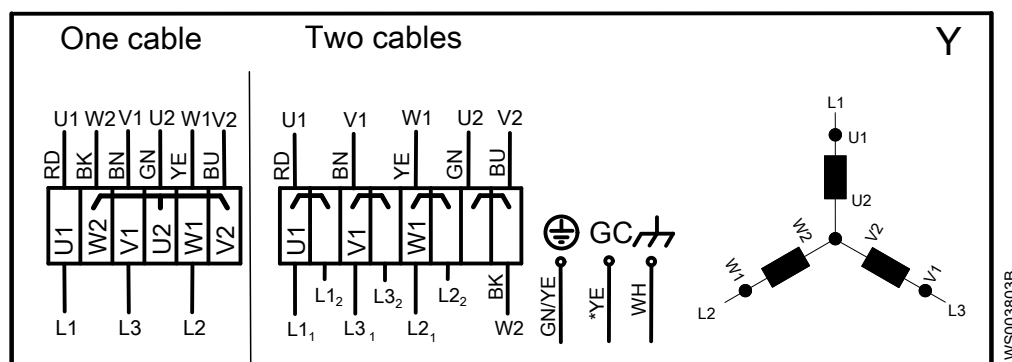 One cable Two cables Y
U1 W2 V1 U2 W1 V2
RD BK BN GN YE BU
U1 W2 V1 U2 W1 V2
L1 L3 L2
U1 V1 W1 U2 V2
RD BN YE GN BU
U1 V1 W1 BK
L1₂ L3₂ L2₂
L1₁ L3₁ L2₁ W2
GC
GN/YE *YE WH
L1
U1
U2
W2 V2
W1 V1
L2 L3
WS003803B